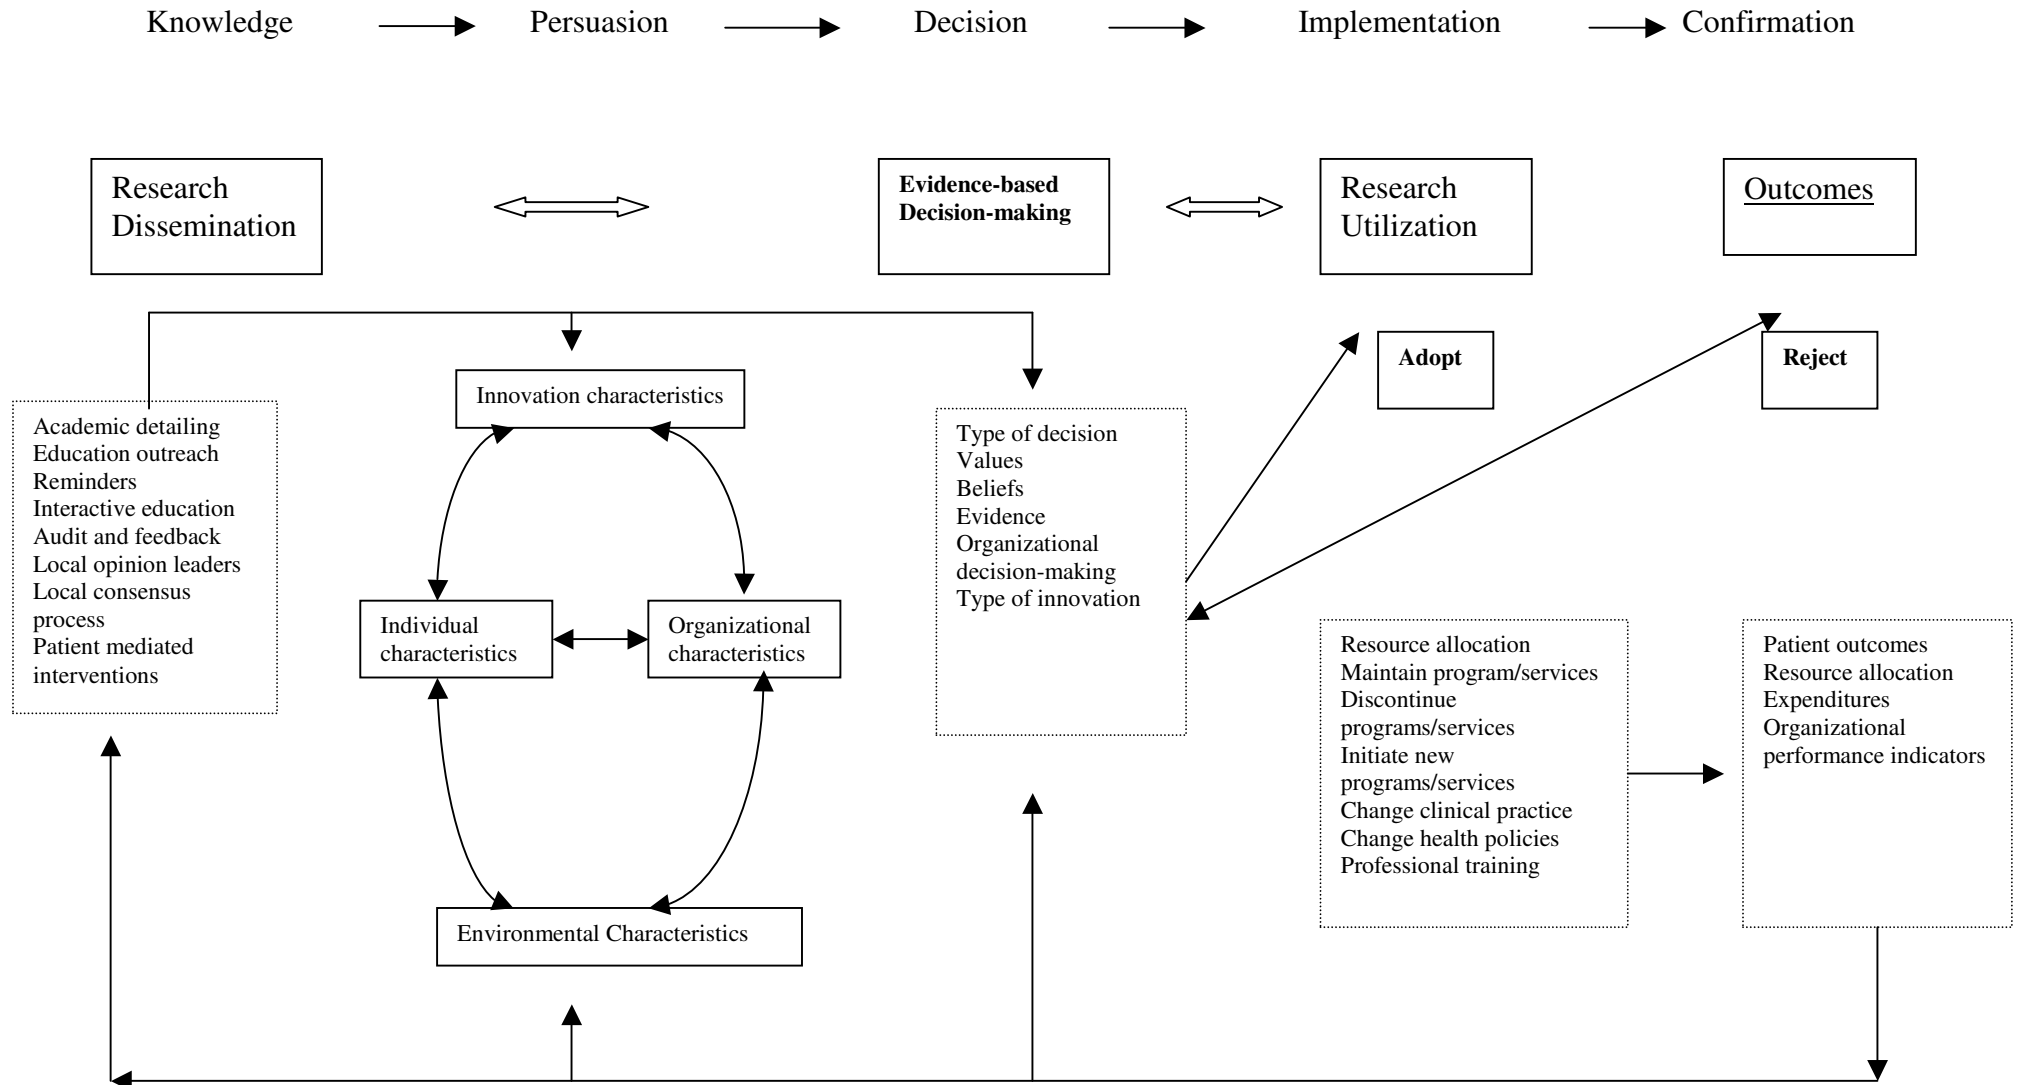 Knowledge
Persuasion
Decision
Implementation
Confirmation
Research
Dissemination
Evidence-based
Decision-making
Research
Utilization
Outcomes
Adopt
Reject
Academic detailing
Education outreach
Reminders
Interactive education
Audit and feedback
Local opinion leaders
Local consensus
process
Patient mediated
interventions
Innovation characteristics
Individual
characteristics
Organizational
characteristics
Environmental Characteristics
Type of decision
Values
Beliefs
Evidence
Organizational
decision-making
Type of innovation
Resource allocation
Maintain program/services
Discontinue
programs/services
Initiate new
programs/services
Change clinical practice
Change health policies
Professional training
Patient outcomes
Resource allocation
Expenditures
Organizational
performance indicators